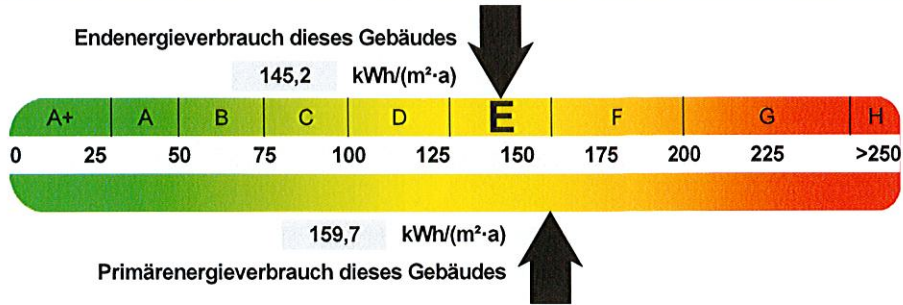 Endenergieverbrauch dieses Gebäudes
145,2 kWh/(m²·a)
A+ A B C D E F G H
0 25 50 75 100 125 150 175 200 225 >250
159,7 kWh/(m²·a)
Primärenergieverbrauch dieses Gebäudes